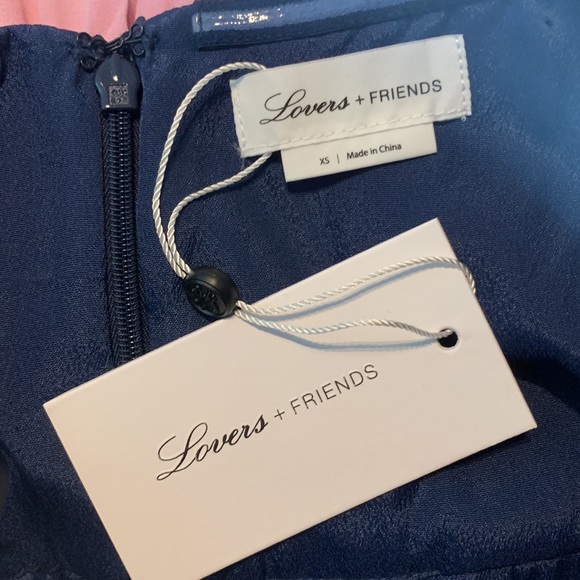 Lovers + FRIENDS
XS | Made in China
Lovers + FRIENDS